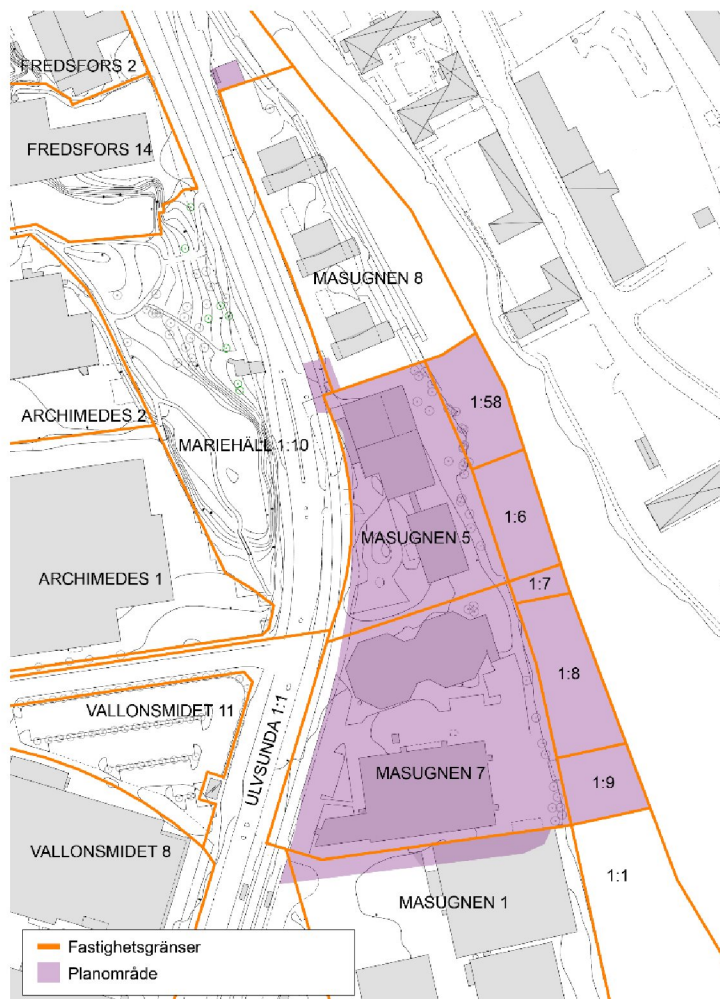 FREDSFORS 2
FREDSFORS 14
MASUGNEN 8
1:58
ARCHIMEDES 2
MARIEHÄLL 1:10
1:6
MASUGNEN 5
ARCHIMEDES 1
1:7
1:8
VALLONSMIDET 11
ULVSUNDA 1:1
MASUGNEN 7
1:9
VALLONSMIDET 8
1:1
MASUGNEN 1
Fastighetsgränser
Planområde